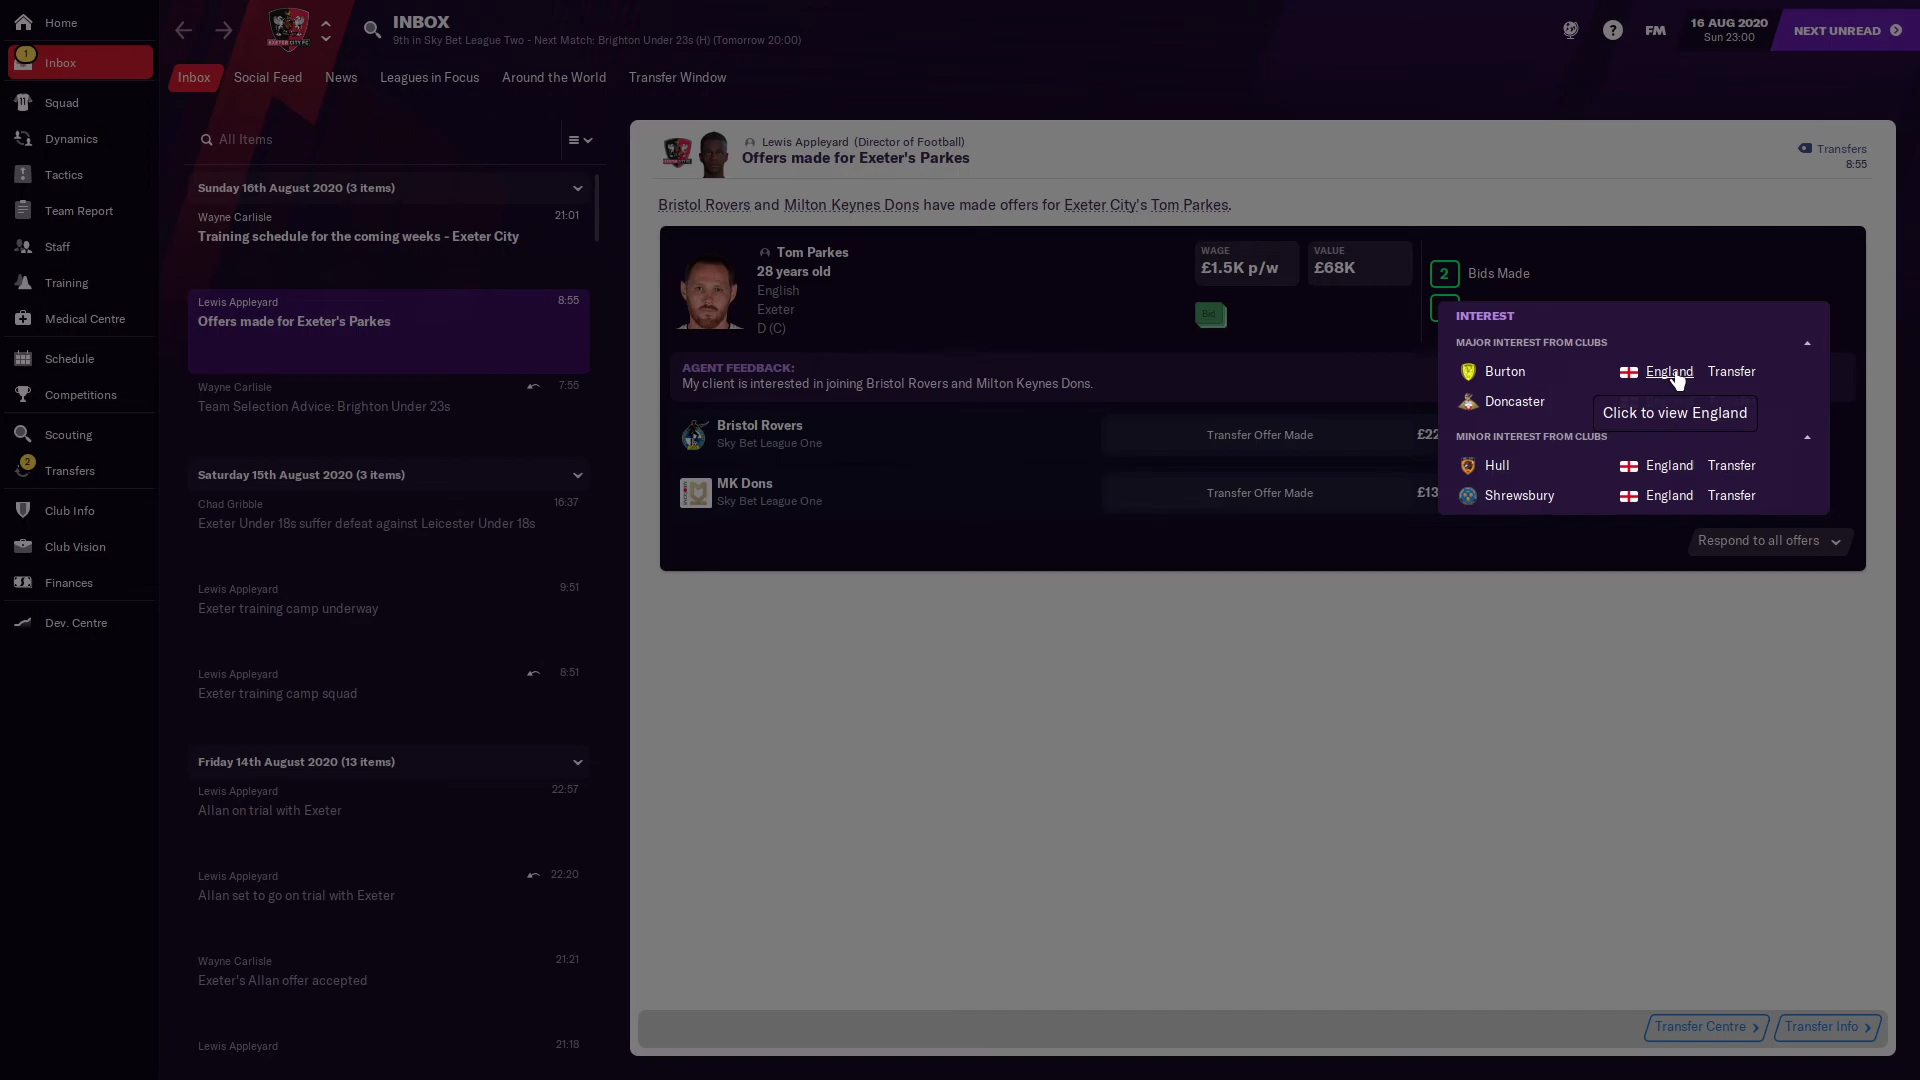 Home
Inbox
1
Squad
Dynamics
Tactics
Team Report
Staff
Training
Medical Centre
Schedule
Competitions
Scouting
2
Transfers
Club Info
Club Vision
Finances
Dev. Centre
INBOX
9th in Sky Bet League Two - Next Match: Brighton Under 23s (H) (Tomorrow 20:00)
FM
16 AUG 2020
Sun 23:00
NEXT UNREAD
Inbox Social Feed News Leagues in Focus Around the World Transfer Window
All Items
Sunday 16th August 2020 (3 items)
Wayne Carlisle 21:01
Training schedule for the coming weeks - Exeter City
Lewis Appleyard 8:55
Offers made for Exeter's Parkes
Wayne Carlisle 7:55
Team Selection Advice: Brighton Under 23s
Saturday 15th August 2020 (3 items)
Chad Gribble 16:37
Exeter Under 18s suffer defeat against Leicester Under 18s
Lewis Appleyard 9:51
Exeter training camp underway
Lewis Appleyard 8:51
Exeter training camp squad
Friday 14th August 2020 (13 items)
Lewis Appleyard 22:57
Allan on trial with Exeter
Lewis Appleyard 22:20
Allan set to go on trial with Exeter
Wayne Carlisle 21:21
Exeter's Allan offer accepted
Lewis Appleyard 21:18
Lewis Appleyard (Director of Football)
Offers made for Exeter's Parkes
Transfers
8:55
Bristol Rovers and Milton Keynes Dons have made offers for Exeter City's Tom Parkes.
Tom Parkes
28 years old
English
Exeter
D (C)
WAGE
£1.5K p/w
VALUE
£68K
Bid
2 Bids Made
AGENT FEEDBACK:
My client is interested in joining Bristol Rovers and Milton Keynes Dons.
Bristol Rovers
Sky Bet League One
Transfer Offer Made £22
MK Dons
Sky Bet League One
Transfer Offer Made £13
INTEREST
MAJOR INTEREST FROM CLUBS
Burton England Transfer
Doncaster
Click to view England
MINOR INTEREST FROM CLUBS
Hull England Transfer
Shrewsbury England Transfer
Respond to all offers
Transfer Centre
Transfer Info